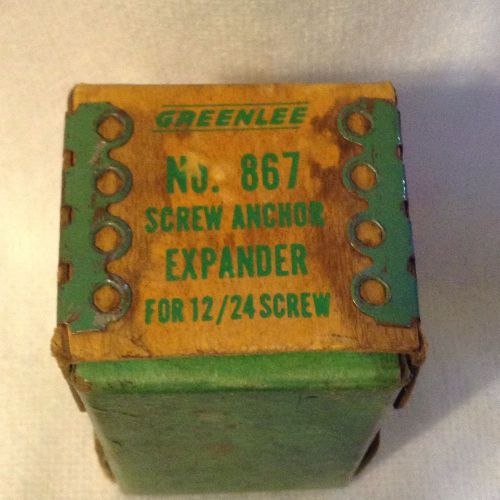 GREENLEE
NO. 867
SCREW ANCHOR
EXPANDER
FOR 12/24 SCREW